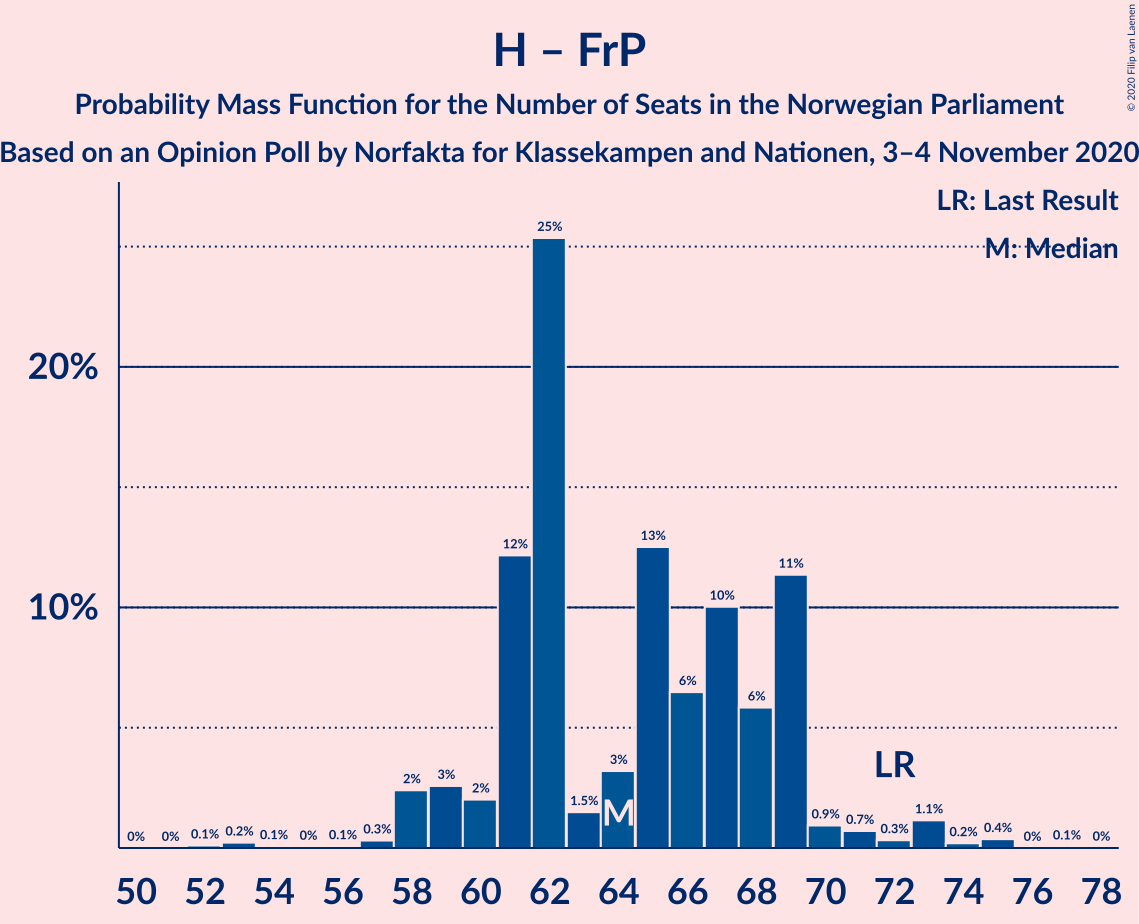 © 2020 Filip van Laenen
H – FrP
Probability Mass Function for the Number of Seats in the Norwegian Parliament
Based on an Opinion Poll by Norfakta for Klassekampen and Nationen, 3–4 November 2020
LR: Last Result
M: Median
20%
10%
0% 0% 0.1% 0.2% 0.1% 0% 0.1% 0.3% 2% 3% 2% 12% 25% 1.5% 3% 13% 6% 10% 6% 11% 0.9% 0.7% 0.3% 1.1% 0.2% 0.4% 0% 0.1% 0%
M
LR
50 52 54 56 58 60 62 64 66 68 70 72 74 76 78